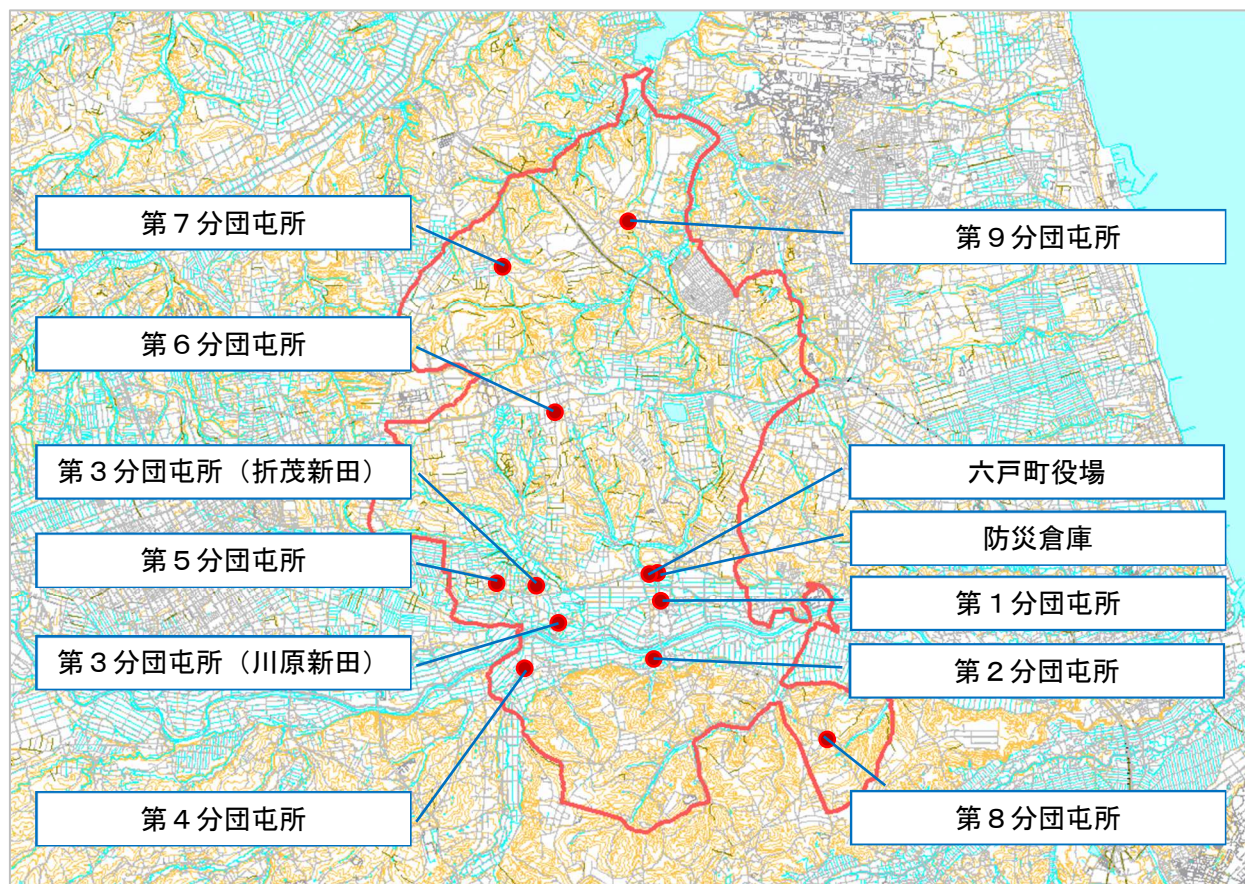 第７分団屯所
第９分団屯所
第６分団屯所
第３分団屯所（折茂新田）
六戸町役場
防災倉庫
第５分団屯所
第１分団屯所
第３分団屯所（川原新田）
第２分団屯所
第４分団屯所
第８分団屯所